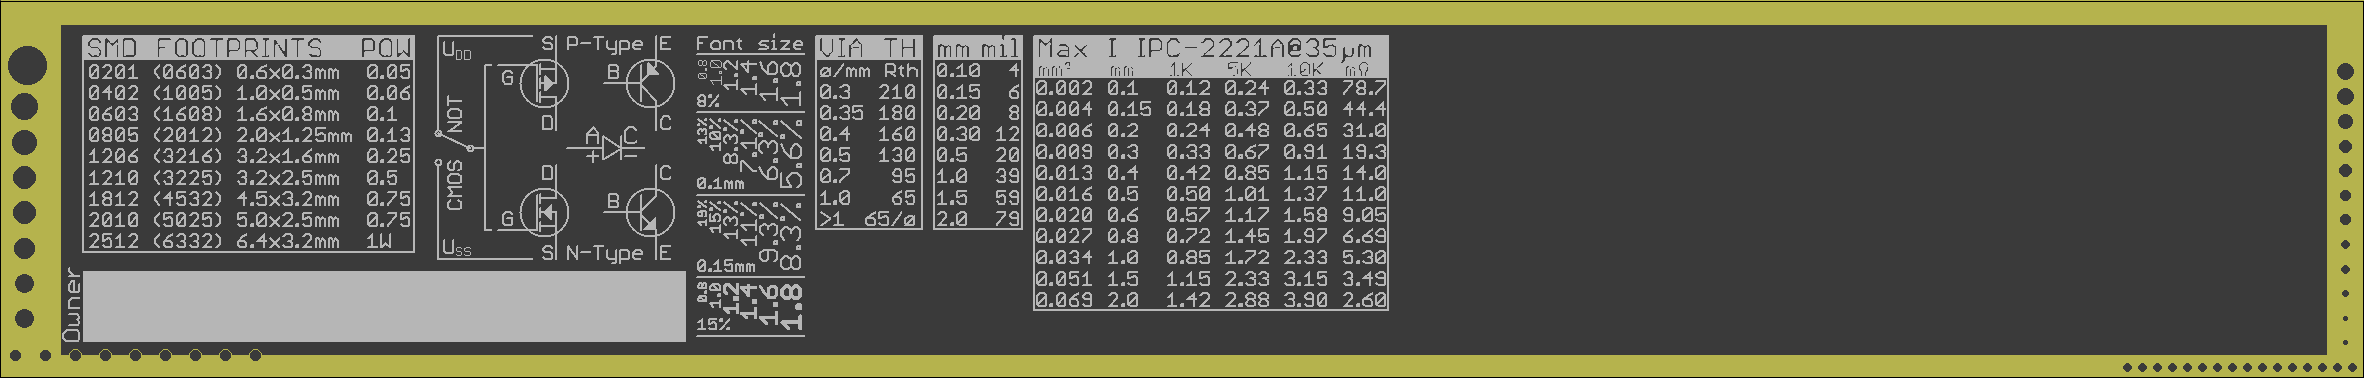 SMD FOOTPRINTS POW
0201 (0603) 0.6x0.3mm 0.05
0402 (1005) 1.0x0.5mm 0.06
0603 (1608) 1.6x0.8mm 0.1
0805 (2012) 2.0x1.25mm 0.13
1206 (3216) 3.2x1.6mm 0.25
1210 (3225) 3.2x2.5mm 0.5
1812 (4532) 4.5x3.2mm 0.75
2010 (5025) 5.0x2.5mm 0.75
2512 (6332) 6.4x3.2mm 1W
Owner
UDD
S
P-Type
E
G
B
D
C
NOT
A
C
+
−
CMOS
D
C
G
B
USS
S
N-Type
E
Font size
0.8
1.0
1.2
1.4
1.6
1.8
8%
13%
10%
8.3%
7.1%
6.3%
5.6%
0.1mm
19%
15%
13%
11%
9.3%
8.3%
0.15mm
0.8
1.0
1.2
1.4
1.6
1.8
15%
VIA TH
ø/mm Rth
0.3 210
0.35 180
0.4 160
0.5 130
0.7 95
1.0 65
>1 65/ø
mm mil
0.10 4
0.15 6
0.20 8
0.30 12
0.5 20
1.0 39
1.5 59
2.0 79
Max I IPC-2221A@35µm
mm² mm 1K 5K 10K mΩ
0.002 0.1 0.12 0.24 0.33 78.7
0.004 0.15 0.18 0.37 0.50 44.4
0.006 0.2 0.24 0.48 0.65 31.0
0.009 0.3 0.33 0.67 0.91 19.3
0.013 0.4 0.42 0.85 1.15 14.0
0.016 0.5 0.50 1.01 1.37 11.0
0.020 0.6 0.57 1.17 1.58 9.05
0.027 0.8 0.72 1.45 1.97 6.69
0.034 1.0 0.85 1.72 2.33 5.30
0.051 1.5 1.15 2.33 3.15 3.49
0.069 2.0 1.42 2.88 3.90 2.60